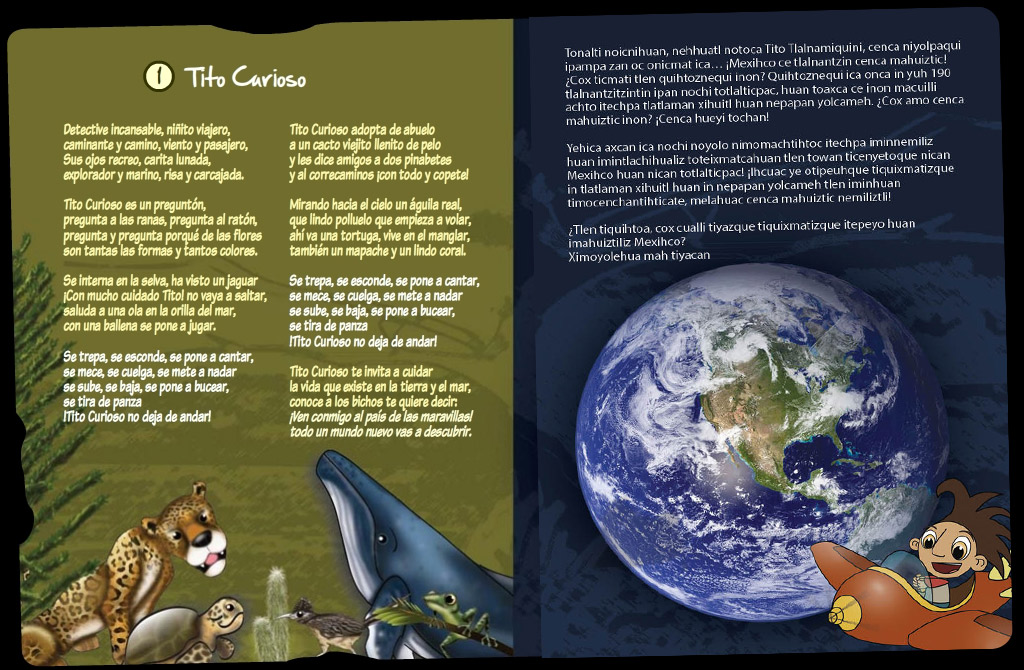 1 Tito Curioso
Detective incansable, niñito viajero,
caminante y camino, viento y pasajero,
Sus ojos recreo, carita lunada,
explorador y marino, risa y carcajada.
Tito Curioso es un preguntón,
pregunta a las ranas, pregunta al ratón,
pregunta y pregunta porqué de las flores
son tantas las formas y tantos colores.
Se interna en la selva, ha visto un jaguar
¡Con mucho cuidado Tito! no vaya a saltar,
saluda a una ola en la orilla del mar,
con una ballena se pone a jugar.
Se trepa, se esconde, se pone a cantar,
se mece, se cuelga, se mete a nadar
se sube, se baja, se pone a bucear,
se tira de panza
!Tito Curioso no deja de andar!
Tito Curioso adopta de abuelo
a un cacto viejito llenito de pelo
y les dice amigos a dos pinabetes
y al correcaminos ¡con todo y copete!
Mirando hacia el cielo un águila real,
que lindo polluelo que empieza a volar,
ahí va una tortuga, vive en el manglar,
también un mapache y un lindo coral.
Se trepa, se esconde, se pone a cantar,
se mece, se cuelga, se mete a nadar
se sube, se baja, se pone a bucear,
se tira de panza
!Tito Curioso no deja de andar!
Tito Curioso te invita a cuidar
la vida que existe en la tierra y el mar,
conoce a los bichos te quiere decir:
¡Ven conmigo al país de las maravillas!
todo un mundo nuevo vas a descubrir.
Tonalti noicnihuan, nehhuatl notoca Tito Tlalnamiquini, cenca niyolpaqui
ipampa zan oc onicmat ica... ¡Mexihco ce tlalnantzin cenca mahuiztic!
¿Cox ticmati tlen quihtoznequi inon? Quihtoznequi ica onca in yuh 190
tlalnantzitzintin ipan nochi totlalticpac, huan toaxca ce inon macuilli
achto itechpa tlatlaman xihuitl huan nepapan yolcameh. ¿Cox amo cenca
mahuiztic inon? ¡Cenca hueyi tochan!
Yehica axcan ica nochi noyolo nimomachtihtoc itechpa iminnemiliz
huan imintlachihualiz toteixmatcahuan tlen towan ticenyetoque nican
Mexihco huan nican totlalticpac! ¡Ihcuac ye otipeuhque tiquixmatizque
in tlatlaman xihuitl huan in nepapan yolcameh tlen iminhuan
timocenchantihticate, melahuac cenca mahuiztic nemiliztli!
¿Tlen tiquihtoa, cox cualli tiyazque tiquixmatizque itepeyo huan
imahuiztiliz Mexihco?
Ximoyolehua mah tiyacan